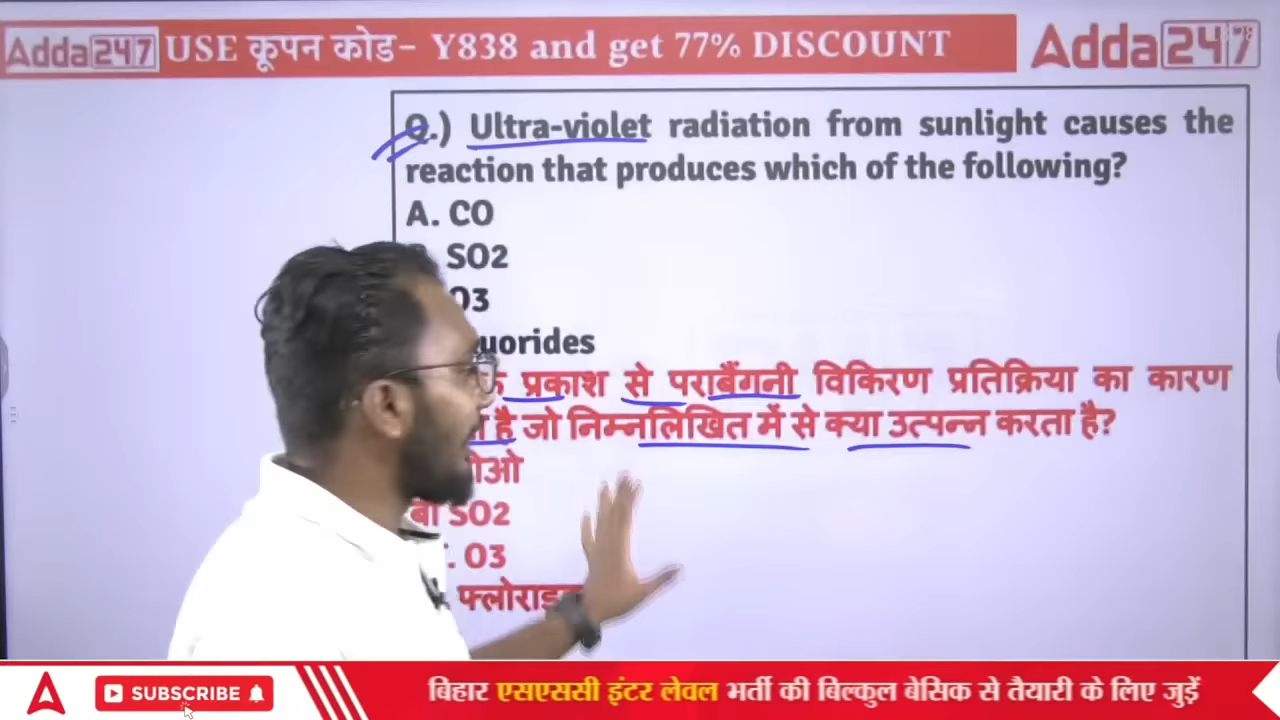 Adda247 USE कूपन कोड- Y838 and get 77% DISCOUNT Adda247
Q.) Ultra-violet radiation from sunlight causes the
reaction that produces which of the following?
A. CO
SO2
O3
uorides
प्रकाश से पराबैंगनी विकिरण प्रतिक्रिया का कारण
है जो निम्नलिखित में से क्या उत्पन्न करता है?
ओ
बी SO2
. O3
फ्लोराइ
SUBSCRIBE
बिहार एसएससी इंटर लेवल भर्ती की बिल्कुल बेसिक से तैयारी के लिए जुड़ें